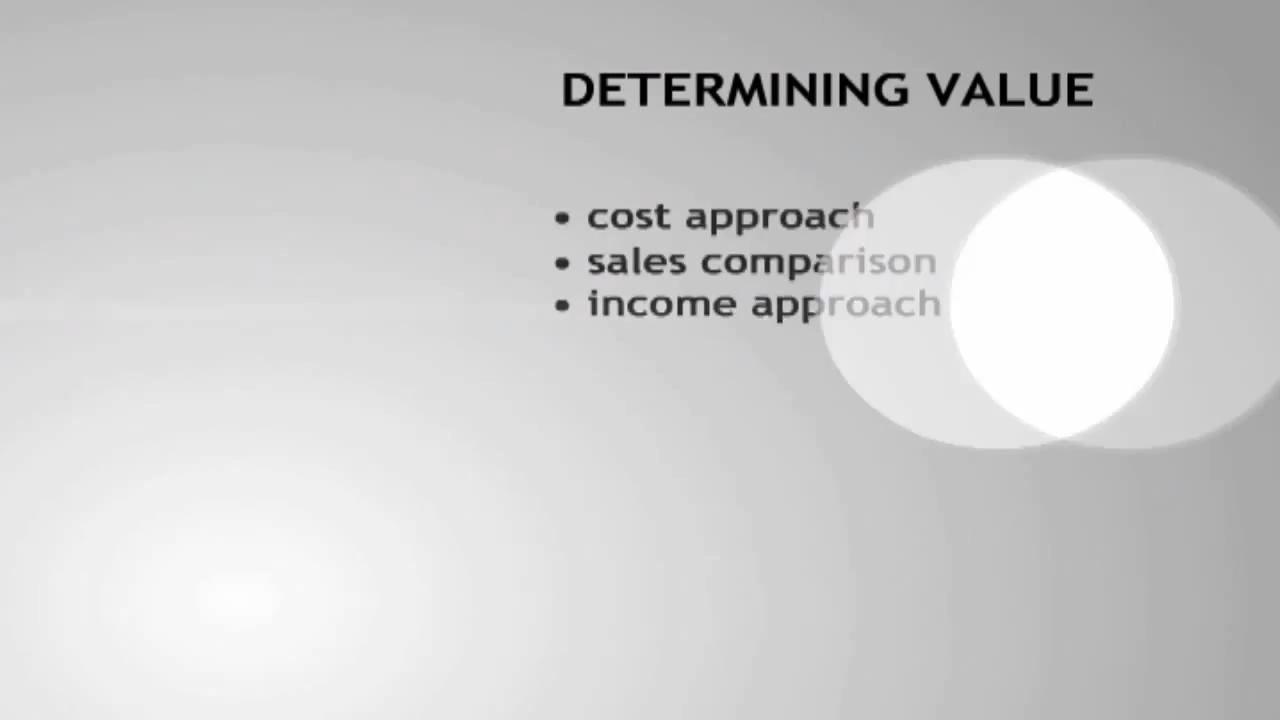 DETERMINING VALUE
• cost approach
• sales comparison
• income approach